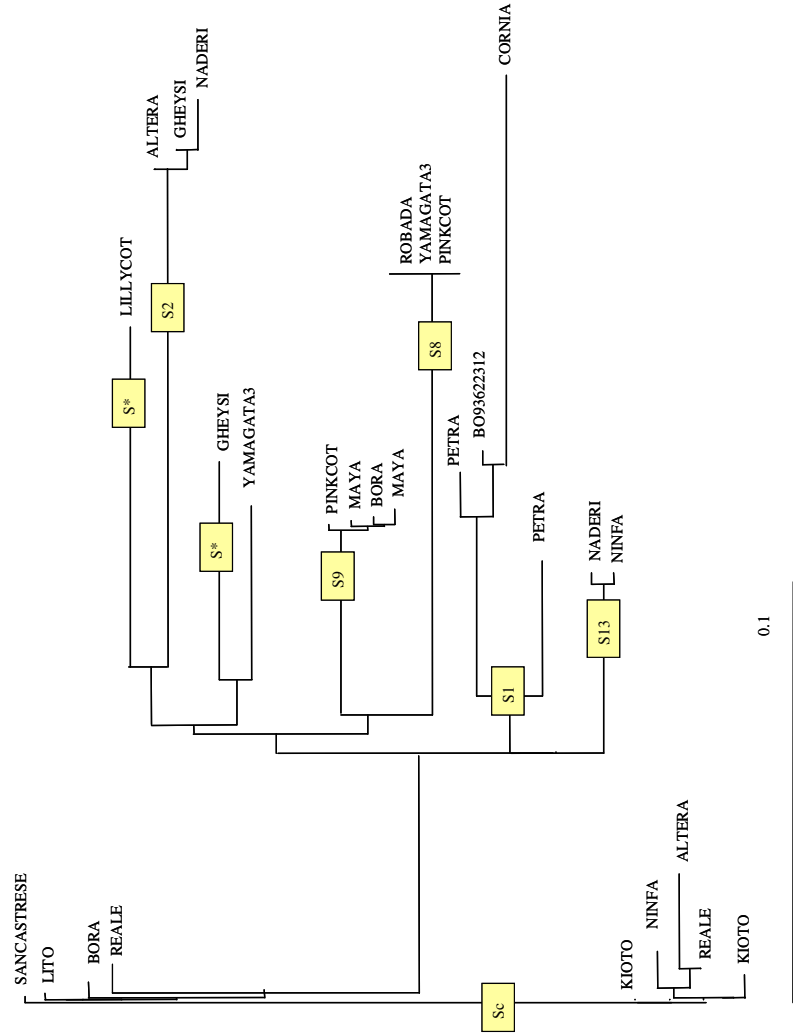 SANCASTRESE
LITO
BORA
REALE
Sc
KIOTO
NINFA
ALTERA
REALE
KIOTO
LILLYCOT
S*
ALTERA
GHEYSI
NADERI
S2
GHEYSI
YAMAGATA3
S*
PINKCOT
MAYA
BORA
MAYA
S9
ROBADA
YAMAGATA3
PINKCOT
S8
PETRA
BO93622312
CORNIA
PETRA
S1
NADERI
NINFA
S13
0.1